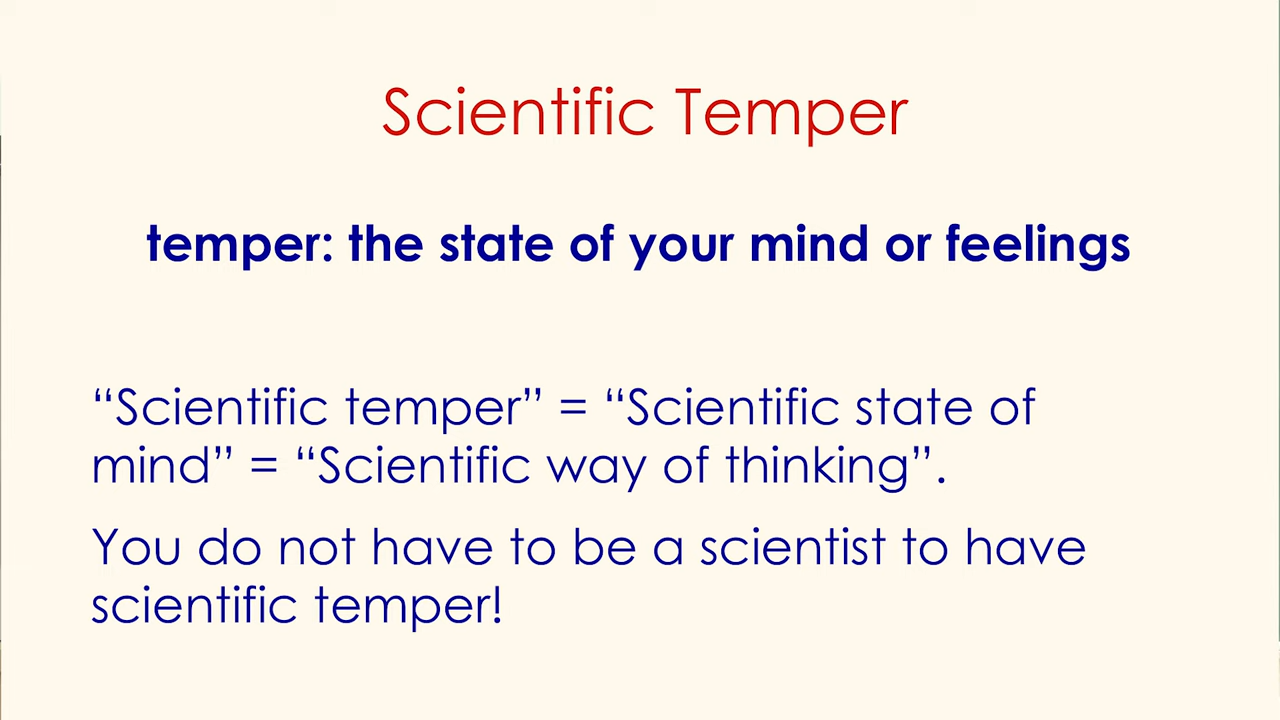 Scientific Temper
temper: the state of your mind or feelings
“Scientific temper” = “Scientific state of
mind” = “Scientific way of thinking”.
You do not have to be a scientist to have
scientific temper!